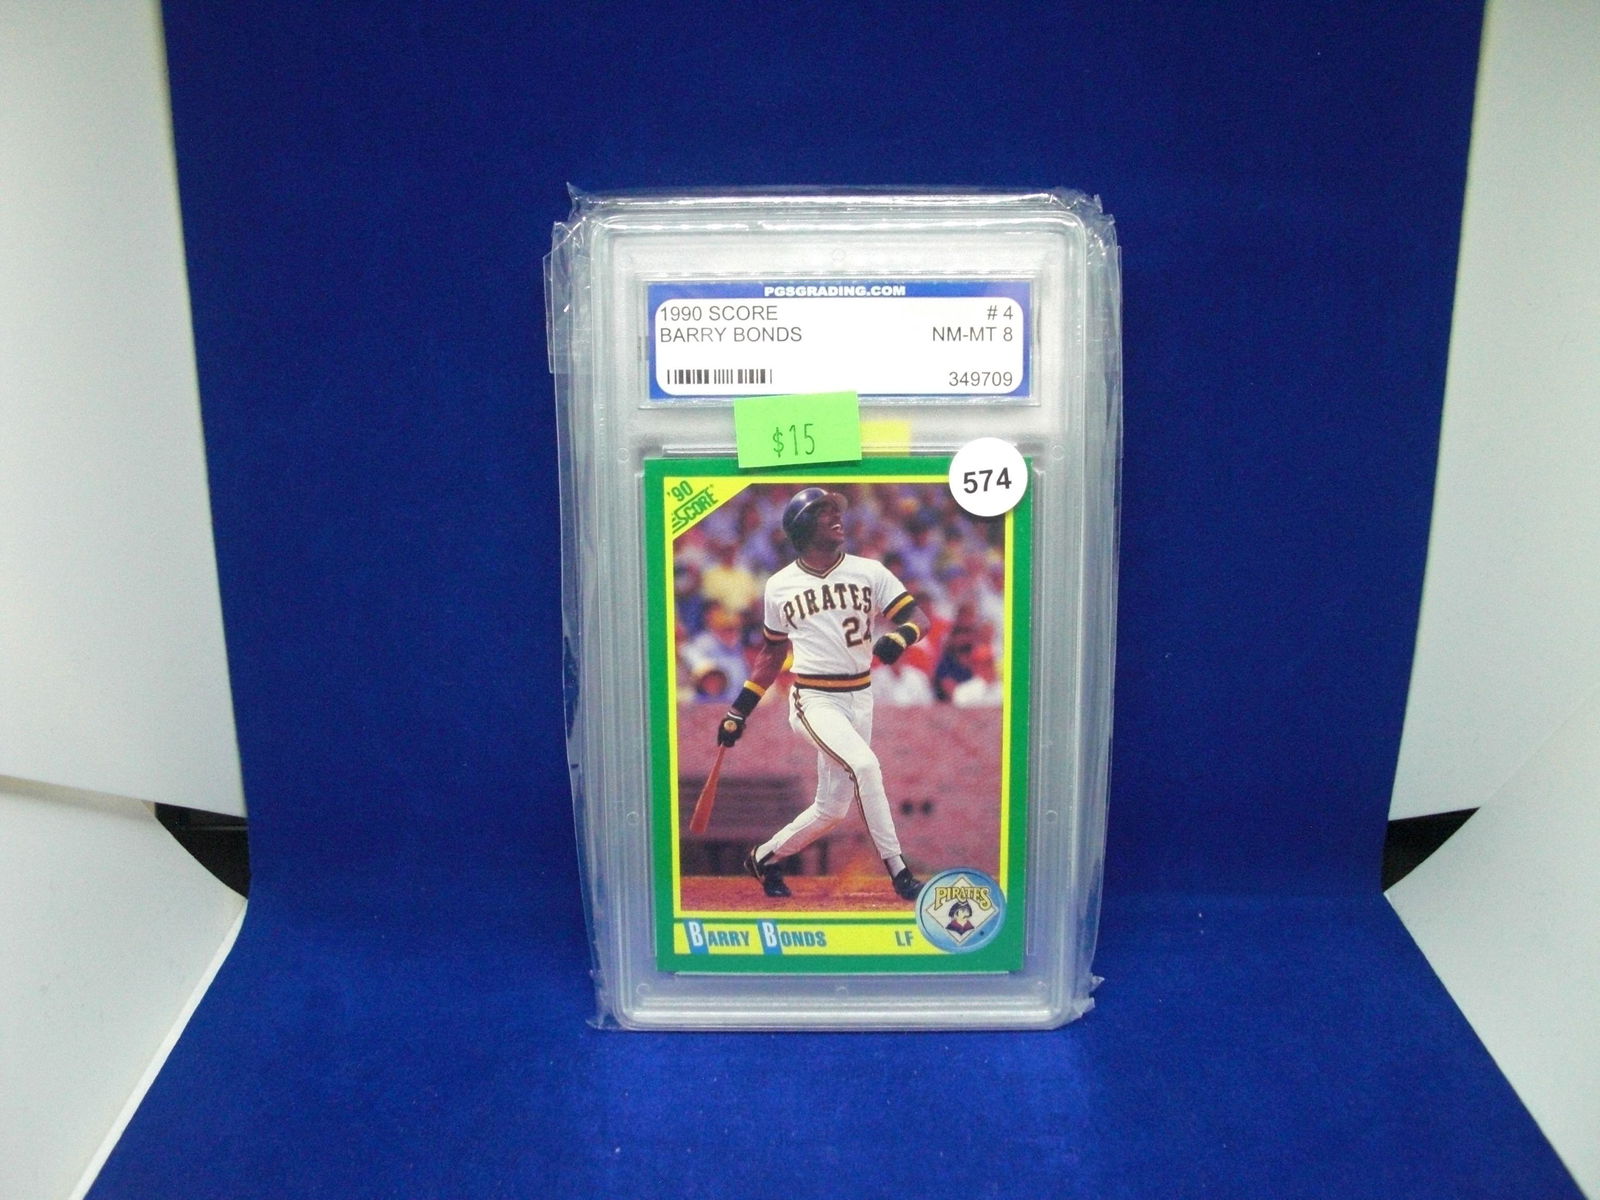 PGSGRADING.COM
1990 SCORE # 4
BARRY BONDS NM-MT 8
349709
$15
574
'90
SCORE
PIRATES
24
PIRATES
BARRY BONDS LF